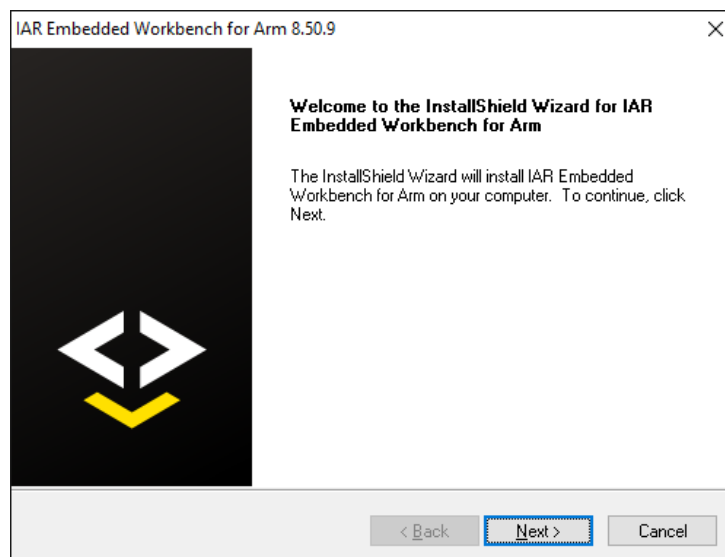 IAR Embedded Workbench for Arm 8.50.9
Welcome to the InstallShield Wizard for IAR
Embedded Workbench for Arm
The InstallShield Wizard will install IAR Embedded
Workbench for Arm on your computer.  To continue, click
Next.
< Back
Next >
Cancel